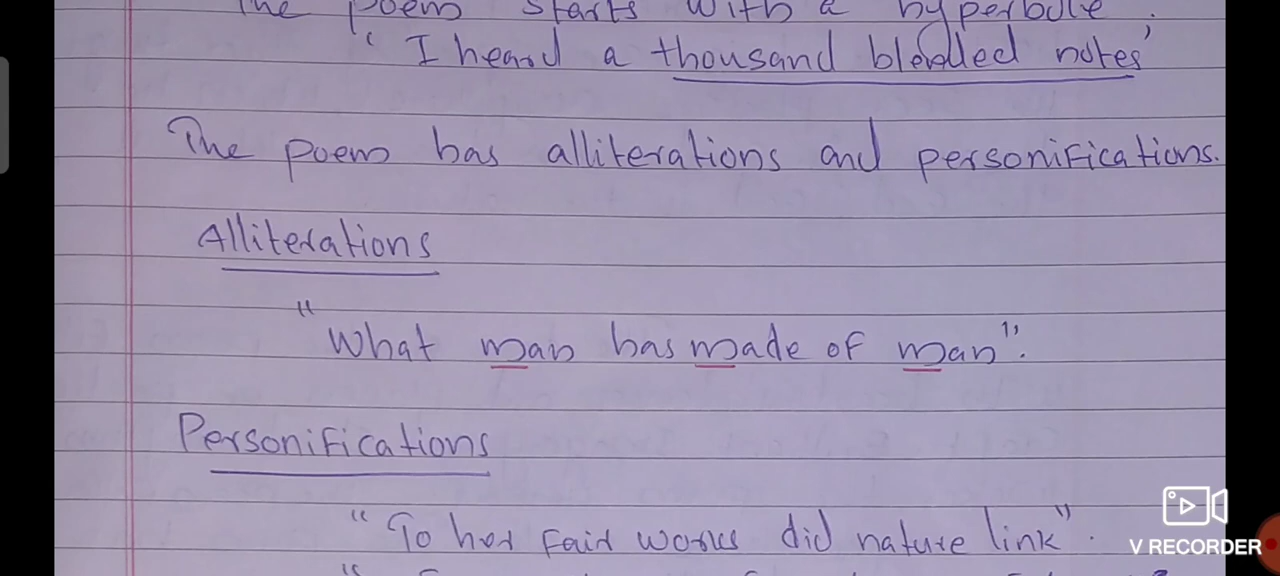 The poem starts with a hyperbole.
"I heard a thousand blended notes"
The poem has alliterations and personifications.
Alliterations
"What man has made of man".
Personifications
"To her fair works did nature link".
V RECORDER